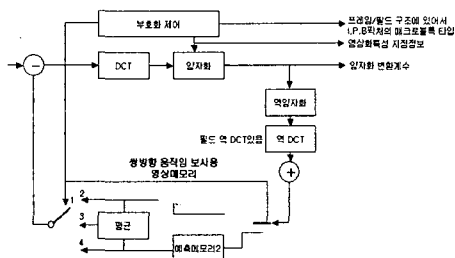 부호화 제어
프레임/필드 구조에 있어서
I,P,B픽처의 매크로블록 타입
영상화특성 지정정보
DCT
양자화
양자화 변환계수
역양자화
필드 역 DCT있음
역 DCT
쌍방향 움직임 보상용
영상메모리
1
2
3
평균
4
예측메모리2